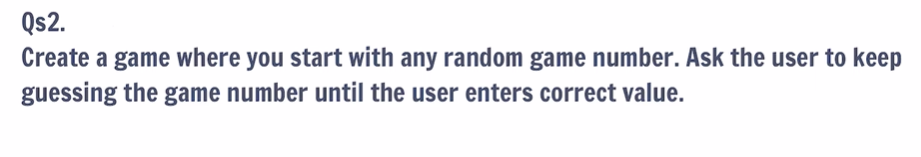 Qs2.
Create a game where you start with any random game number. Ask the user to keep
guessing the game number until the user enters correct value.